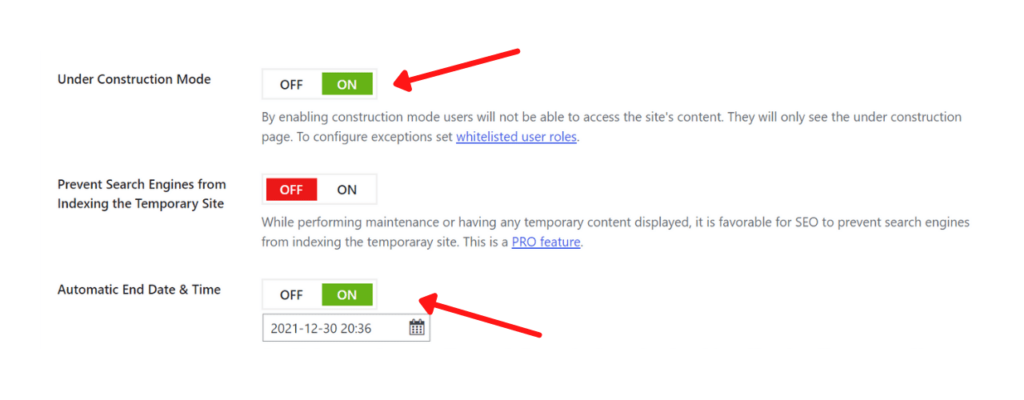 Under Construction Mode
OFF ON
By enabling construction mode users will not be able to access the site's content. They will only see the under construction
page. To configure exceptions set whitelisted user roles.
Prevent Search Engines from
Indexing the Temporary Site
OFF ON
While performing maintenance or having any temporary content displayed, it is favorable for SEO to prevent search engines
from indexing the temporaray site. This is a PRO feature.
Automatic End Date & Time
OFF ON
2021-12-30 20:36